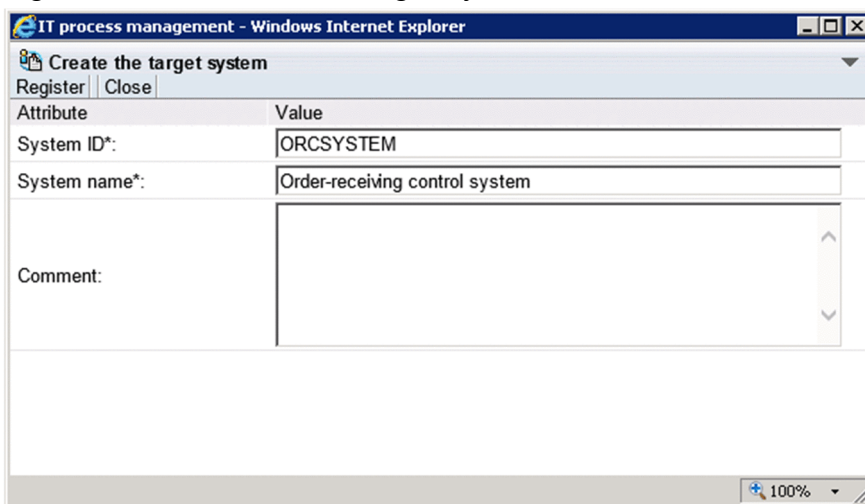 IT process management - Windows Internet Explorer
Create the target system
Register Close
Attribute Value
System ID*: ORCSYSTEM
System name*: Order-receiving control system
Comment:
100%